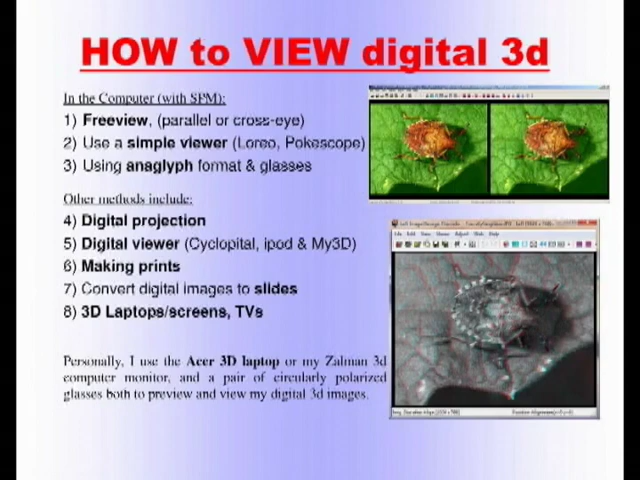 HOW to VIEW digital 3d
In the Computer (with SPM):
1) Freeview, (parallel or cross-eye)
2) Use a simple viewer (Loreo, Pokescope)
3) Using anaglyph format & glasses
Other methods include:
4) Digital projection
5) Digital viewer (Cyclopital, ipod & My3D)
6) Making prints
7) Convert digital images to slides
8) 3D Laptops/screens, TVs
Personally, I use the Acer 3D laptop or my Zalman 3d
computer monitor, and a pair of circularly polarized
glasses both to preview and view my digital 3d images.